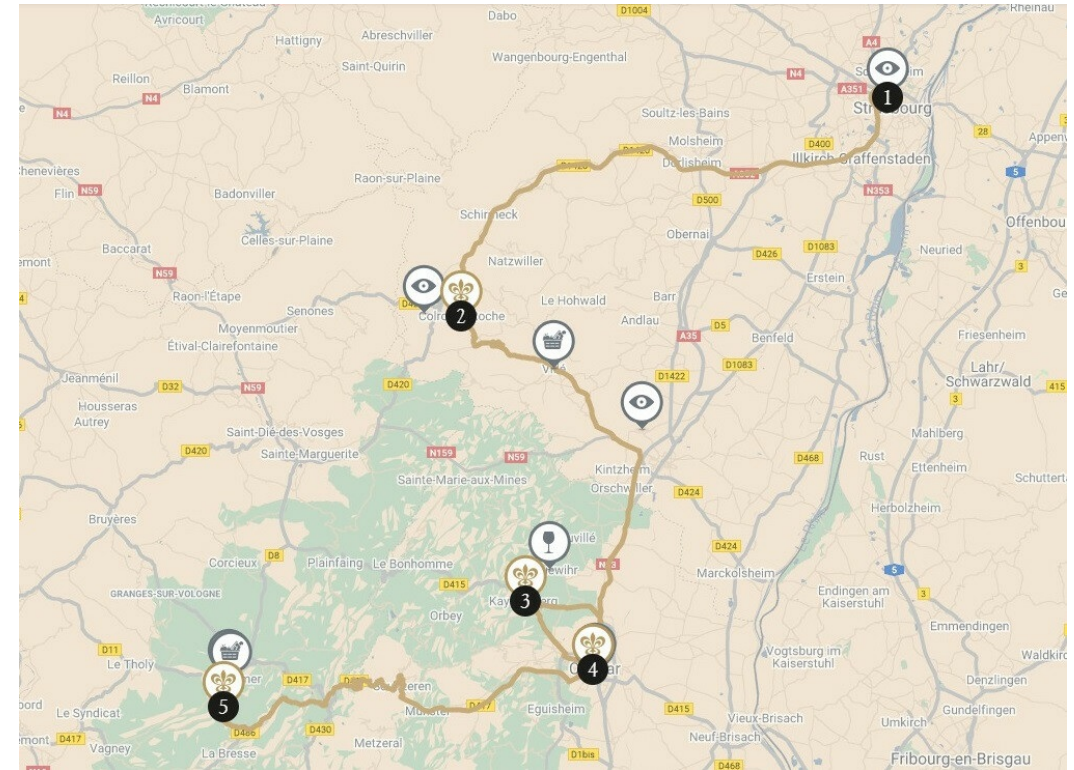 Avricourt
Dabo
D1004
Rheinau
Hattigny
Abreschviller
A4
Wangenbourg-Engenthal
Saint-Quirin
N4
Reillon
Blamont
A351
N4
1
N4
Soultz-les-Bains
28
Appenw
Molsheim
D400
D1420
Dorlisheim
Illkirch-Graffenstaden
Chenevières
Raon-sur-Plaine
D1420
5
Flin
N59
Badonviller
N353
D500
Schirmeck
Offenbou
Celles-sur-Plaine
Obernai
Baccarat
D426
D1083
Neuried
Natzwiller
3
N59
Erstein
Raon-l'Étape
Le Hohwald
Barr
Senones
2
Andlau
D5
Moyenmoutier
A35
Benfeld
Friesenheim
Étival-Clairefontaine
D1083
Lahr/
Jeanménil
D32
N59
D420
D1422
Schwarzwald
415
3
Housseras
Autrey
Saint-Dié-des-Vosges
Mahlberg
D420
Sainte-Marguerite
N159
N59
D468
Rust
Kintzheim
Ettenheim
Sainte-Marie-aux-Mines
Orschwiller
D424
Schuttert
Herbolzheim
Bruyères
D424
D8
Corcieux
Plainfaing
Le Bonhomme
5
Marckolsheim
D415
GRANGES-SUR-VOLOGNE
3
Endingen am
Kaiserstuhl
3
Orbey
Emmendingen
D11
Vogtsburg im
Kaiserstuhl
Le Tholy
4
Waldkirc
D417
Denzlingen
5
Munster
Le Syndicat
Eguisheim
D415
Vieux-Brisach
Gundelfingen
D486
D430
Umkirch
D417
Neuf-Brisach
Vagney
La Bresse
Metzeral
D1bis
D468
Fribourg-en-Brisgau